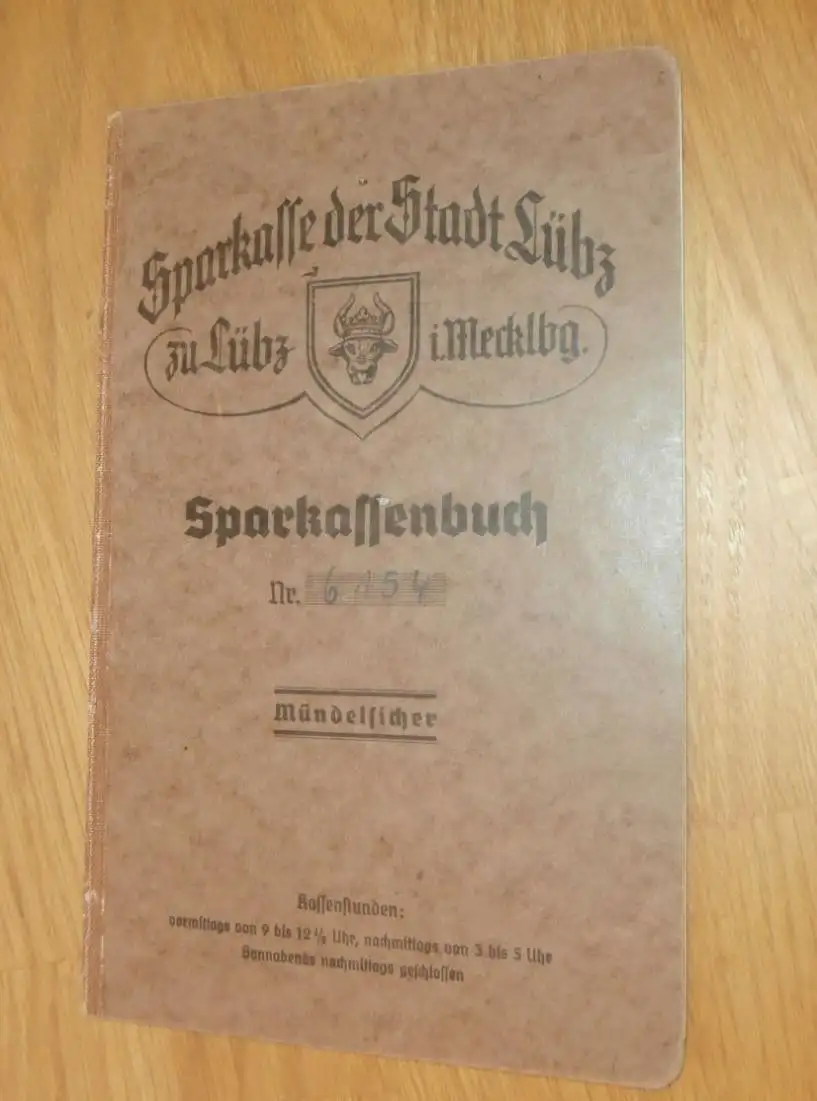 Sparkasse der Stadt Lübz
zu Lübz i. Mecklbg.
Sparkassenbuch
Nr.
Mündelsicher
Kassenstunden:
vormittags von 9 bis 12½ Uhr, nachmittags von 3 bis 5 Uhr
Sonnabends nachmittags geschlossen